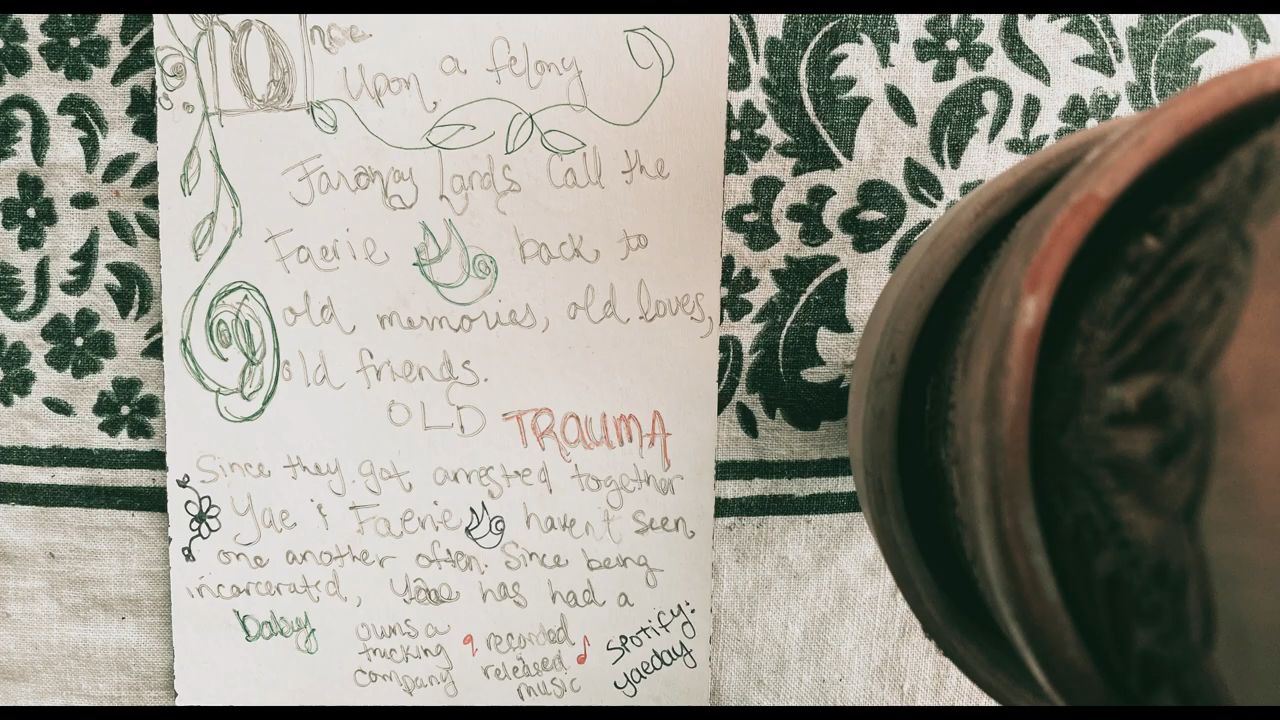 Once
Upon a felony
Faraway Lands Call the
Faerie back to
old memories, old loves,
old friends.
OLD TRAUMA
Since they got arrested together
Yae & Faerie haven't seen
one another often. Since being
incarcerated, Yae has had a
baby
owns a
trucking
company
recorded
released
music
Spotify:
yaeday